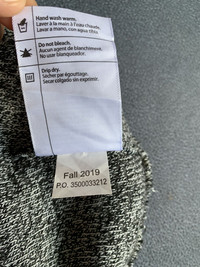 Hand wash warm.
Laver à la main à l'eau chaude.
Lavar a mano, con agua tibia.
Do not bleach.
Aucun agent de blanchiment.
No usar blanqueador.
Drip dry.
Sécher par égouttage.
Secar colgado sin exprimir.
Fall 2019
P.O. 3500033212